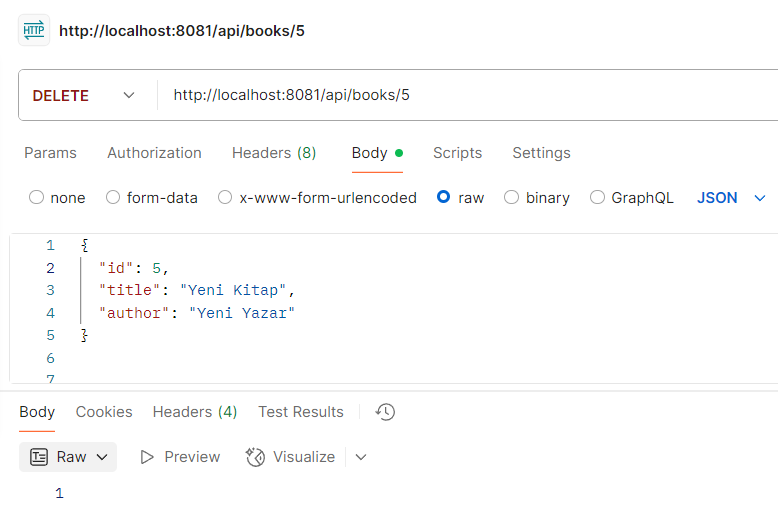 HTTP http://localhost:8081/api/books/5
DELETE http://localhost:8081/api/books/5
Params Authorization Headers (8) Body Scripts Settings
none form-data x-www-form-urlencoded raw binary GraphQL JSON
1 {
2 "id": 5,
3 "title": "Yeni Kitap",
4 "author": "Yeni Yazar"
5 }
6
7
Body Cookies Headers (4) Test Results
Raw Preview Visualize
1